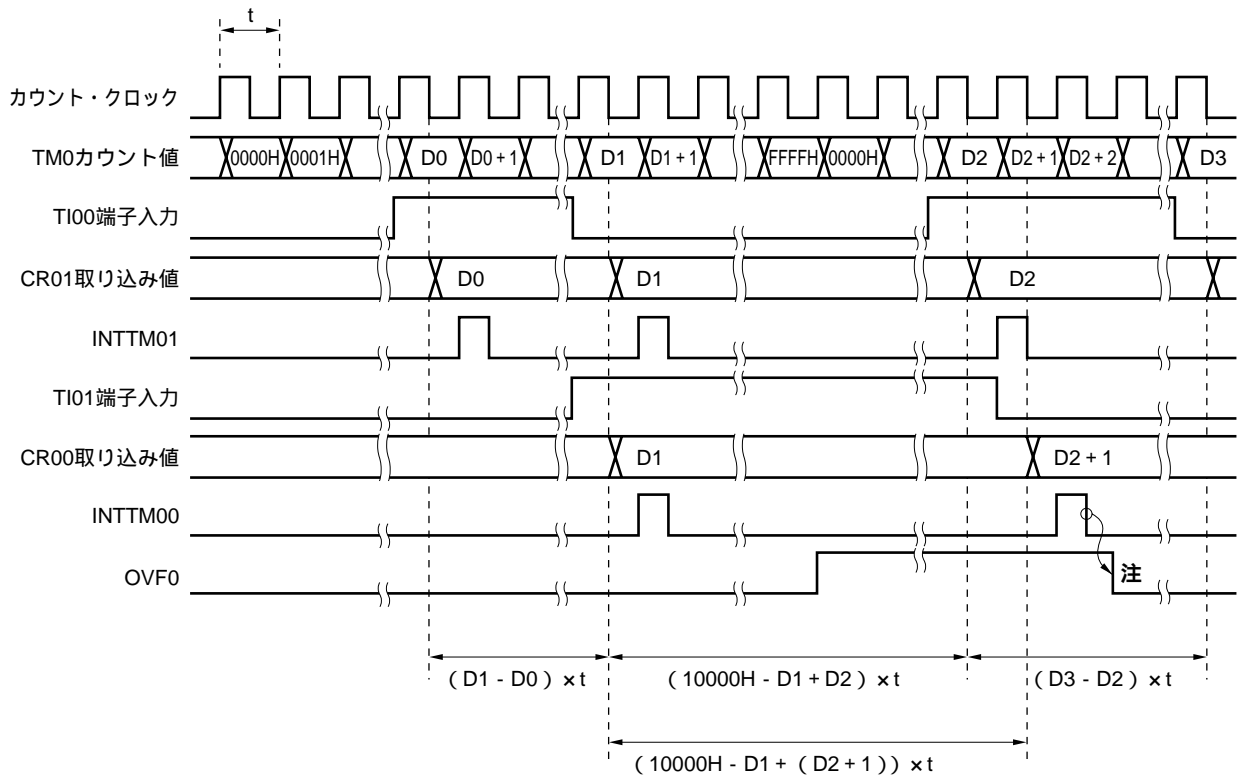 t
カウント・クロック
TM0カウント値 0000H 0001H D0 D0 + 1 D1 D1 + 1 FFFFH 0000H D2 D2 + 1 D2 + 2 D3
TI00端子入力
CR01取り込み値 D0 D1 D2
INTTM01
TI01端子入力
CR00取り込み値 D1 D2 + 1
INTTM00
OVF0 注
( D1 - D0 ) × t ( 10000H - D1 + D2 ) × t ( D3 - D2 ) × t
( 10000H - D1 + ( D2 + 1 ) ) × t